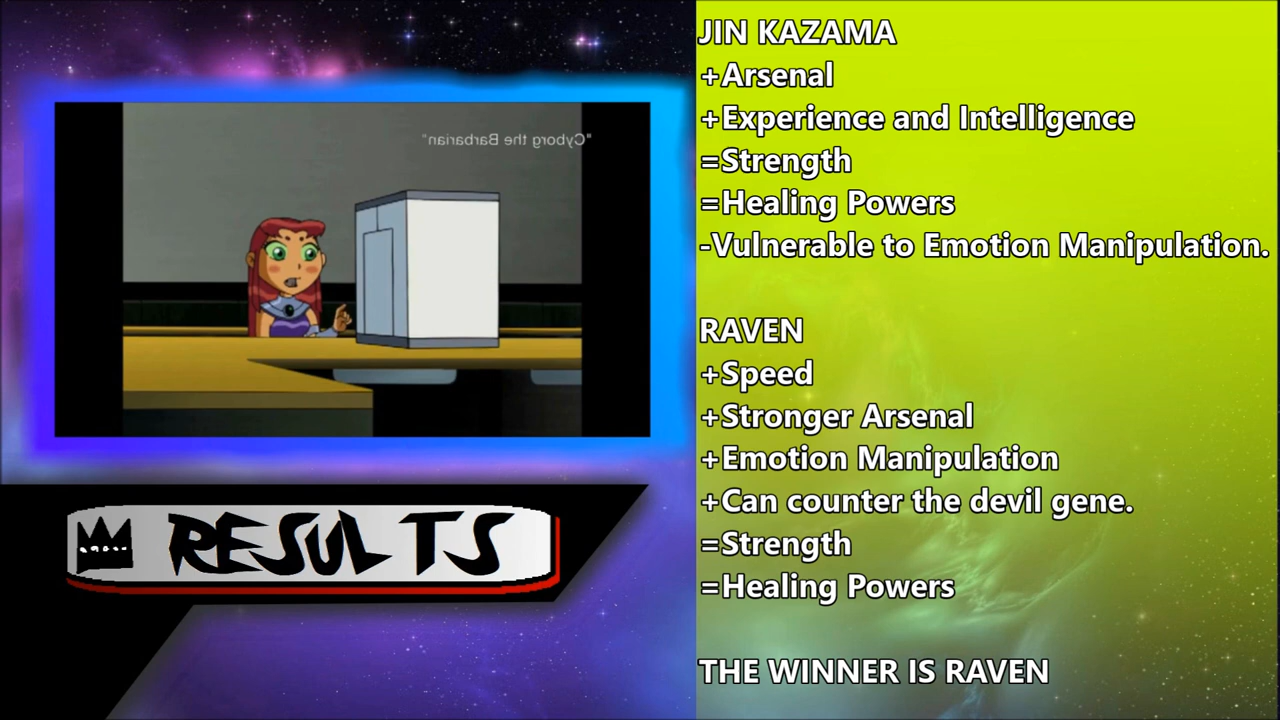 "Cyborg the Barbarian"
RESULTS
JIN KAZAMA
+Arsenal
+Experience and Intelligence
=Strength
=Healing Powers
-Vulnerable to Emotion Manipulation.
RAVEN
+Speed
+Stronger Arsenal
+Emotion Manipulation
+Can counter the devil gene.
=Strength
=Healing Powers
THE WINNER IS RAVEN